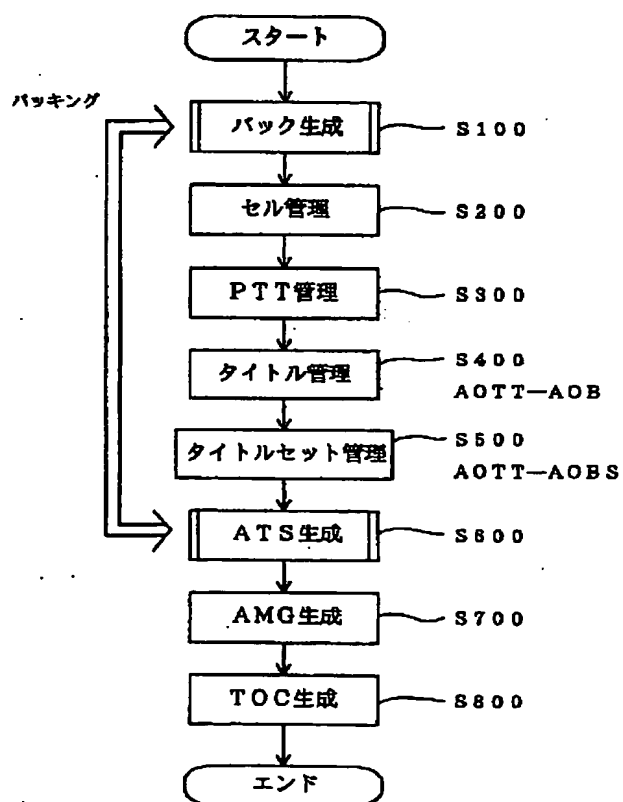 スタート
パッキング
パック生成 S100
セル管理 S200
PTT管理 S300
タイトル管理 S400
AOTT-AOB
タイトルセット管理 S500
AOTT-AOBS
ATS生成 S600
AMG生成 S700
TOC生成 S800
エンド